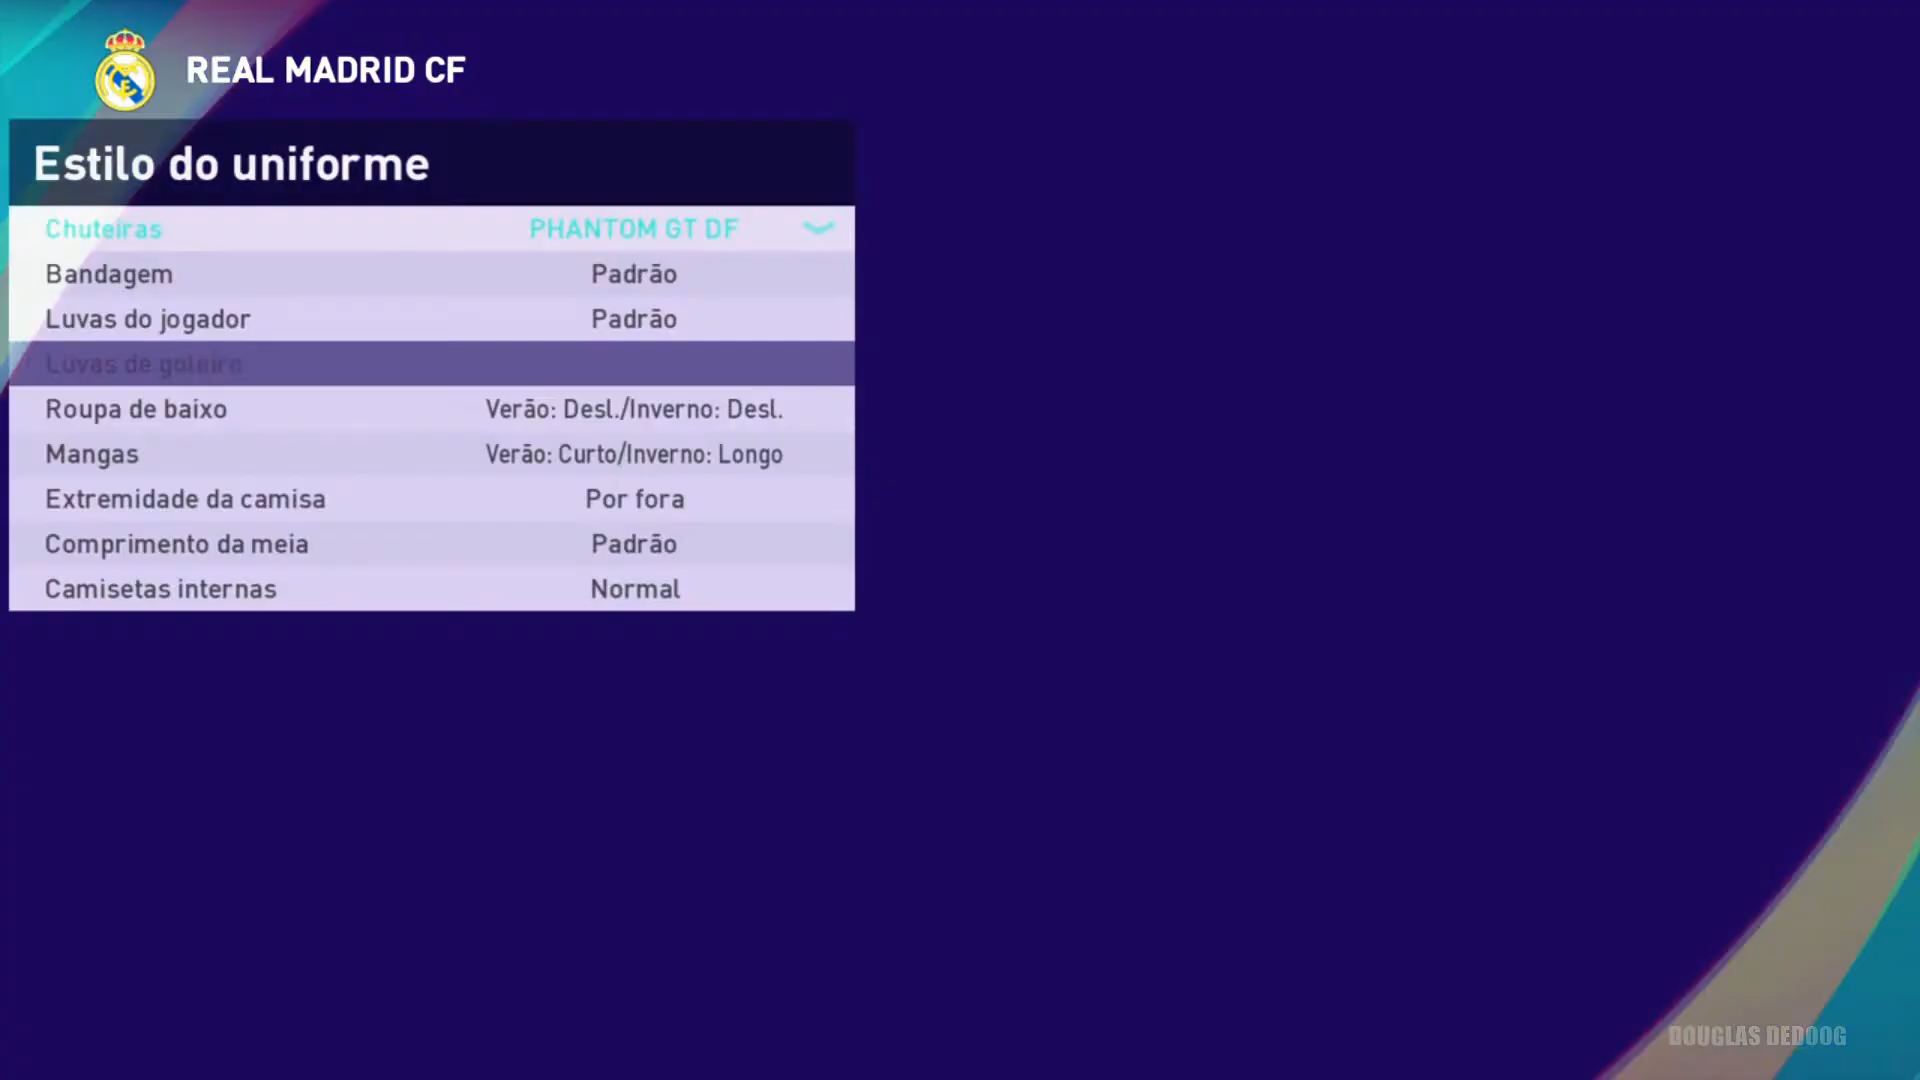 REAL MADRID CF
Estilo do uniforme
Chuteiras PHANTOM GT DF
Bandagem Padrão
Luvas do jogador Padrão
Luvas de goleiro
Roupa de baixo Verão: Desl./Inverno: Desl.
Mangas Verão: Curto/Inverno: Longo
Extremidade da camisa Por fora
Comprimento da meia Padrão
Camisetas internas Normal
DOUGLAS DEDOOG